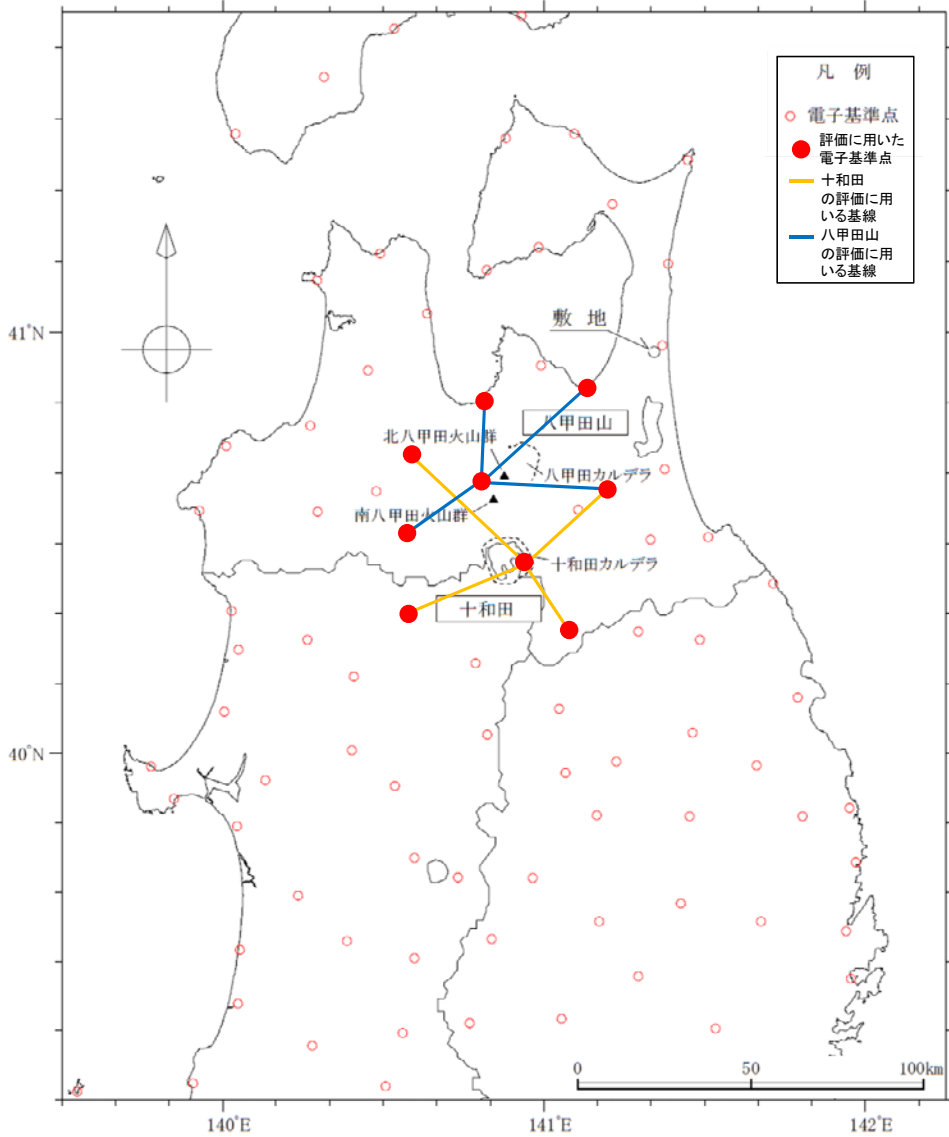 凡 例
電子基準点
評価に用いた
電子基準点
十和田
の評価に用
いる基線
八甲田山
の評価に用
いる基線
敷 地
41°N
八甲田山
北八甲田火山群
八甲田カルデラ
南八甲田火山群
十和田カルデラ
十和田
40°N
0
50
100km
140°E
141°E
142°E